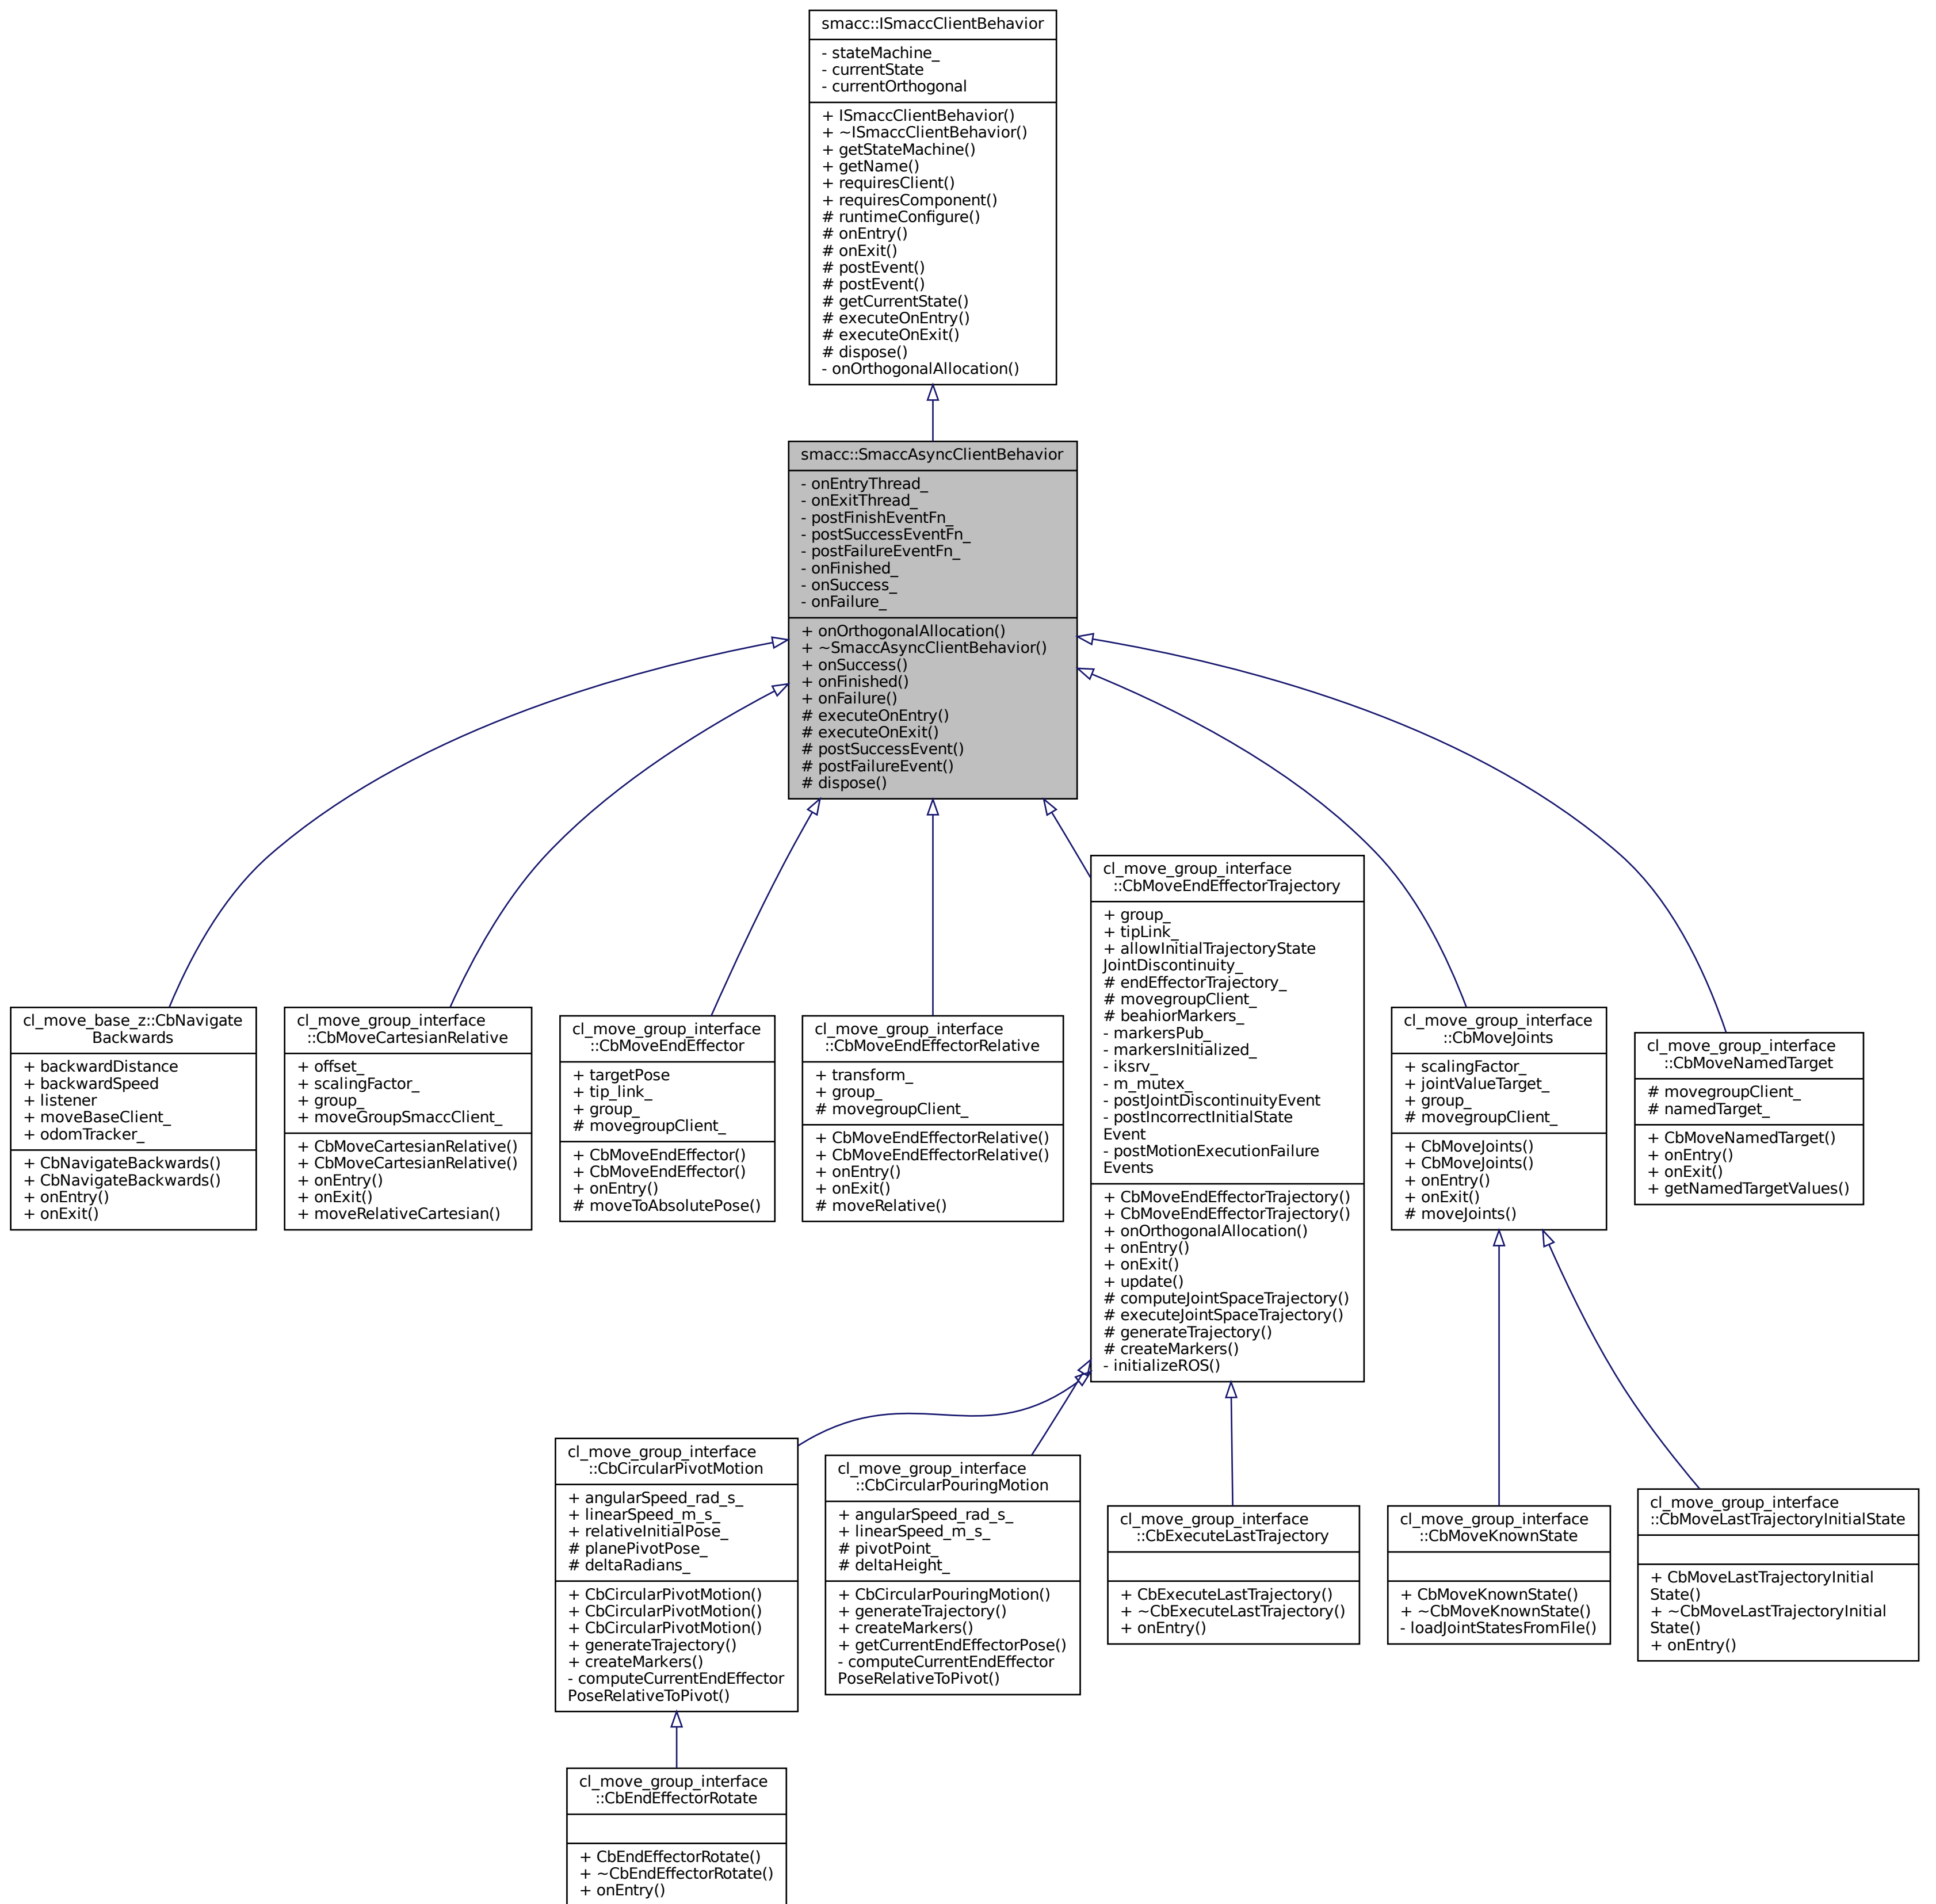 smacc::ISmaccClientBehavior
- stateMachine_
- currentState
- currentOrthogonal
+ ISmaccClientBehavior()
+ ~ISmaccClientBehavior()
+ getStateMachine()
+ getName()
+ requiresClient()
+ requiresComponent()
# runtimeConfigure()
# onEntry()
# onExit()
# postEvent()
# postEvent()
# getCurrentState()
# executeOnEntry()
# executeOnExit()
# dispose()
- onOrthogonalAllocation()
smacc::SmaccAsyncClientBehavior
- onEntryThread_
- onExitThread_
- postFinishEventFn_
- postSuccessEventFn_
- postFailureEventFn_
- onFinished_
- onSuccess_
- onFailure_
+ onOrthogonalAllocation()
+ ~SmaccAsyncClientBehavior()
+ onSuccess()
+ onFinished()
+ onFailure()
# executeOnEntry()
# executeOnExit()
# postSuccessEvent()
# postFailureEvent()
# dispose()
cl_move_base_z::CbNavigate
Backwards
+ backwardDistance
+ backwardSpeed
+ listener
+ moveBaseClient_
+ odomTracker_
+ CbNavigateBackwards()
+ CbNavigateBackwards()
+ onEntry()
+ onExit()
cl_move_group_interface
::CbMoveCartesianRelative
+ offset_
+ scalingFactor_
+ group_
+ moveGroupSmaccClient_
+ CbMoveCartesianRelative()
+ CbMoveCartesianRelative()
+ onEntry()
+ onExit()
+ moveRelativeCartesian()
cl_move_group_interface
::CbMoveEndEffector
+ targetPose
+ tip_link_
+ group_
# movegroupClient_
+ CbMoveEndEffector()
+ CbMoveEndEffector()
+ onEntry()
# moveToAbsolutePose()
cl_move_group_interface
::CbMoveEndEffectorRelative
+ transform_
+ group_
# movegroupClient_
+ CbMoveEndEffectorRelative()
+ CbMoveEndEffectorRelative()
+ onEntry()
+ onExit()
# moveRelative()
cl_move_group_interface
::CbMoveEndEffectorTrajectory
+ group_
+ tipLink_
+ allowInitialTrajectoryState
JointDiscontinuity_
# endEffectorTrajectory_
# movegroupClient_
# beahiorMarkers_
- markersPub_
- markersInitialized_
- iksrv_
- m_mutex_
- postJointDiscontinuityEvent
- postIncorrectInitialState
Event
- postMotionExecutionFailure
Events
+ CbMoveEndEffectorTrajectory()
+ CbMoveEndEffectorTrajectory()
+ onOrthogonalAllocation()
+ onEntry()
+ onExit()
+ update()
# computeJointSpaceTrajectory()
# executeJointSpaceTrajectory()
# generateTrajectory()
# createMarkers()
- initializeROS()
cl_move_group_interface
::CbMoveJoints
+ scalingFactor_
+ jointValueTarget_
+ group_
# movegroupClient_
+ CbMoveJoints()
+ CbMoveJoints()
+ onEntry()
+ onExit()
# moveJoints()
cl_move_group_interface
::CbMoveNamedTarget
# movegroupClient_
# namedTarget_
+ CbMoveNamedTarget()
+ onEntry()
+ onExit()
+ getNamedTargetValues()
cl_move_group_interface
::CbCircularPivotMotion
+ angularSpeed_rad_s_
+ linearSpeed_m_s_
+ relativeInitialPose_
# planePivotPose_
# deltaRadians_
+ CbCircularPivotMotion()
+ CbCircularPivotMotion()
+ CbCircularPivotMotion()
+ generateTrajectory()
+ createMarkers()
- computeCurrentEndEffector
PoseRelativeToPivot()
cl_move_group_interface
::CbCircularPouringMotion
+ angularSpeed_rad_s_
+ linearSpeed_m_s_
# pivotPoint_
# deltaHeight_
+ CbCircularPouringMotion()
+ generateTrajectory()
+ createMarkers()
+ getCurrentEndEffectorPose()
- computeCurrentEndEffector
PoseRelativeToPivot()
cl_move_group_interface
::CbExecuteLastTrajectory
+ CbExecuteLastTrajectory()
+ ~CbExecuteLastTrajectory()
+ onEntry()
cl_move_group_interface
::CbMoveKnownState
+ CbMoveKnownState()
+ ~CbMoveKnownState()
- loadJointStatesFromFile()
cl_move_group_interface
::CbMoveLastTrajectoryInitialState
+ CbMoveLastTrajectoryInitial
State()
+ ~CbMoveLastTrajectoryInitial
State()
+ onEntry()
cl_move_group_interface
::CbEndEffectorRotate
+ CbEndEffectorRotate()
+ ~CbEndEffectorRotate()
+ onEntry()